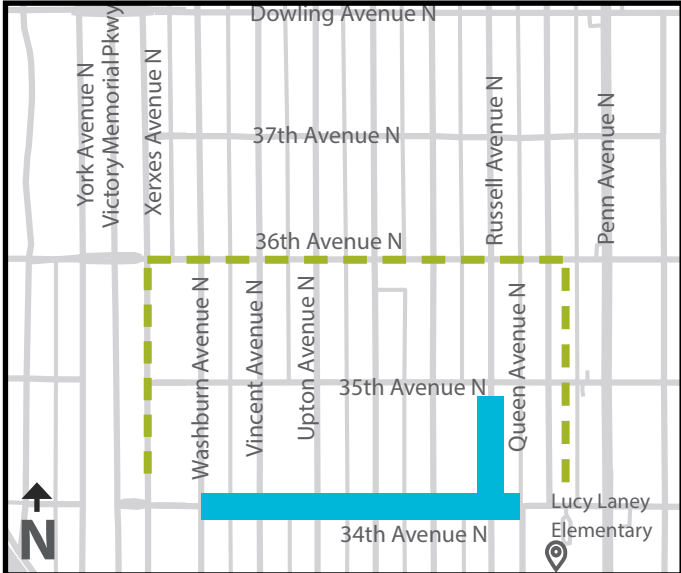 Dowling Avenue N
York Avenue N
Victory Memorial Pkwy
Xerxes Avenue N
37th Avenue N
Russell Avenue N
Penn Avenue N
36th Avenue N
Washburn Avenue N
Vincent Avenue N
Upton Avenue N
Queen Avenue N
35th Avenue N
Lucy Laney
Elementary
34th Avenue N
N